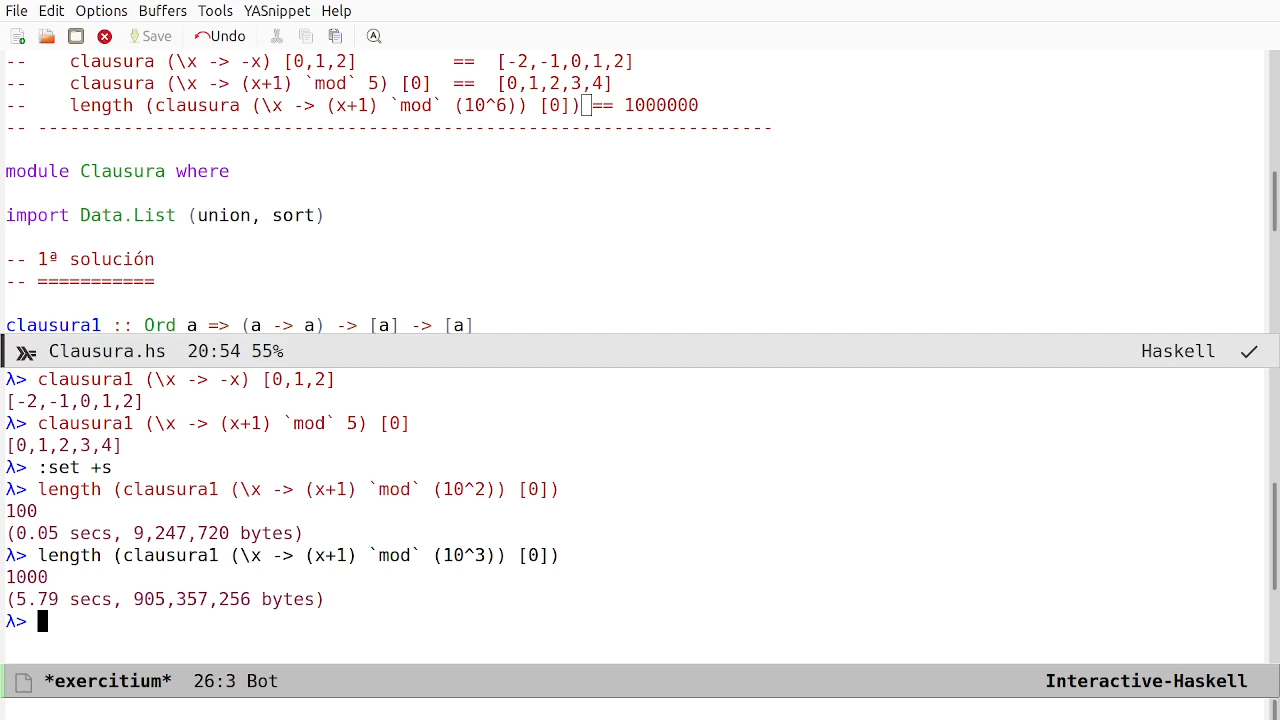 File Edit Options Buffers Tools YASnippet Help
Save Undo
-- clausura (\x -> -x) [0,1,2] == [-2,-1,0,1,2]
-- clausura (\x -> (x+1) `mod` 5) [0] == [0,1,2,3,4]
-- length (clausura (\x -> (x+1) `mod` (10^6)) [0]) == 1000000
-- ---------------------------------------------------------------------
module Clausura where
import Data.List (union, sort)
-- 1ª solución
-- ===========
clausura1 :: Ord a => (a -> a) -> [a] -> [a]
Clausura.hs 20:54 55% Haskell ✓
λ> clausura1 (\x -> -x) [0,1,2]
[-2,-1,0,1,2]
λ> clausura1 (\x -> (x+1) `mod` 5) [0]
[0,1,2,3,4]
λ> :set +s
λ> length (clausura1 (\x -> (x+1) `mod` (10^2)) [0])
100
(0.05 secs, 9,247,720 bytes)
λ> length (clausura1 (\x -> (x+1) `mod` (10^3)) [0])
1000
(5.79 secs, 905,357,256 bytes)
λ>
*exercitium* 26:3 Bot Interactive-Haskell